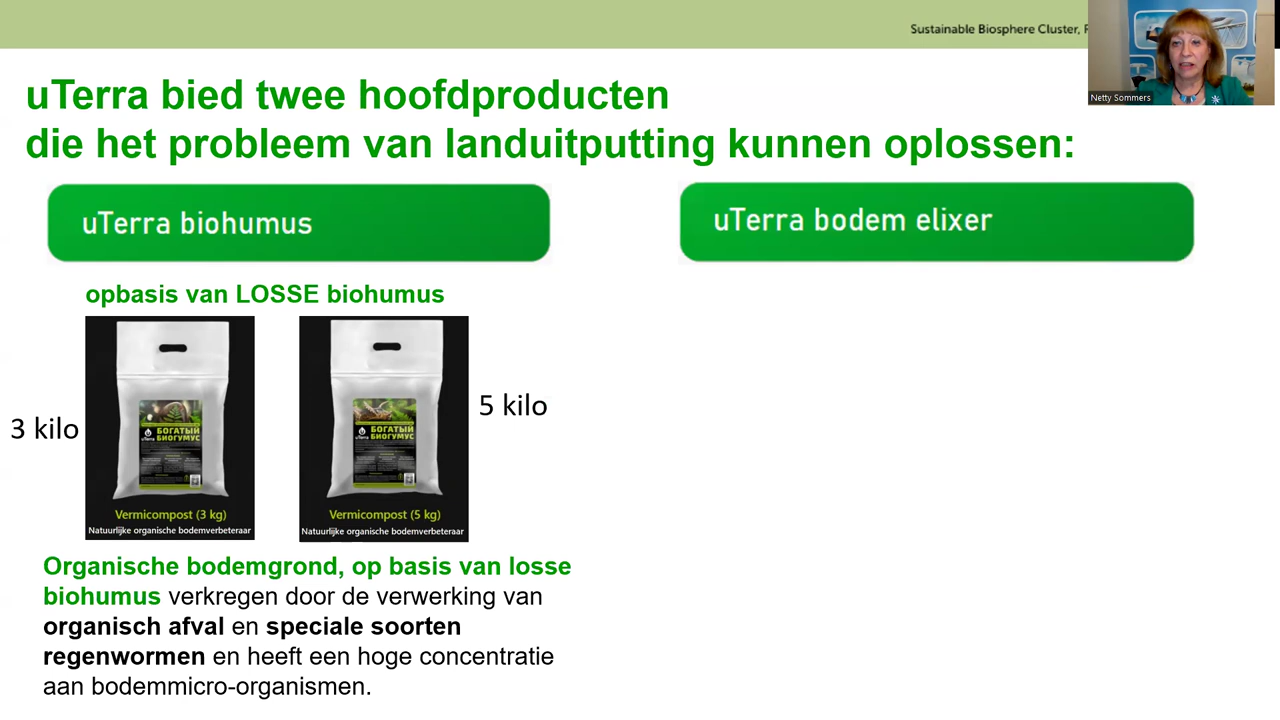 Sustainable Biosphere Cluster,
Netty Sommers
uTerra bied twee hoofdproducten
die het probleem van landuitputting kunnen oplossen:
uTerra biohumus
uTerra bodem elixer
opbasis van LOSSE biohumus
3 kilo
uTerra
БОГАТЫЙ
БИОГУМУС
Vermicompost (3 kg)
Natuurlijke organische bodemverbeteraar
uTerra
БОГАТЫЙ
БИОГУМУС
Vermicompost (5 kg)
Natuurlijke organische bodemverbeteraar
5 kilo
Organische bodemgrond, op basis van losse
biohumus verkregen door de verwerking van
organisch afval en speciale soorten
regenwormen en heeft een hoge concentratie
aan bodemmicro-organismen.